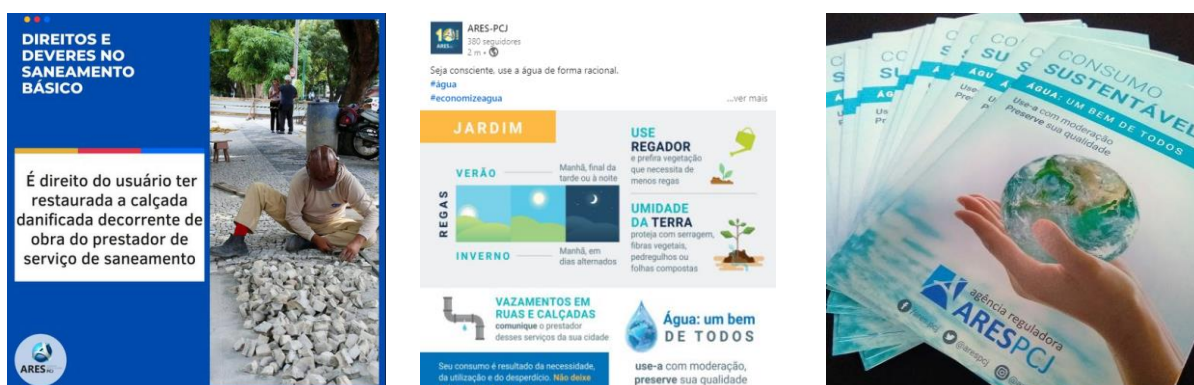 DIREITOS E
DEVERES NO
SANEAMENTO
BÁSICO
É direito do usuário ter
restaurada a calçada
danificada decorrente de
obra do prestador de
serviço de saneamento
ARES PCJ
ARES-PCJ
380 seguidores
2 m
Seja consciente, use a água de forma racional.
#água
#economizeagua
...ver mais
JARDIM
REGAS
VERÃO
Manhã, final da
tarde ou à noite
INVERNO
Manhã, em
dias alternados
USE
REGADOR
e prefira vegetação
que necessita de
menos regas
UMIDADE
DA TERRA
proteja com serragem,
fibras vegetais,
pedregulhos ou
folhas compostas
VAZAMENTOS EM
RUAS E CALÇADAS
comunique o prestador
desses serviços da sua cidade
Água: um bem
DE TODOS
Seu consumo é resultado da necessidade,
da utilização e do desperdício. Não deixe
use-a com moderação,
preserve sua qualidade
CONSUMO
SUSTENTÁVEL
ÁGUA: UM BEM DE TODOS
Use-a com moderação
Preserve sua qualidade
agência reguladora
ARESPCJ
@arespcj